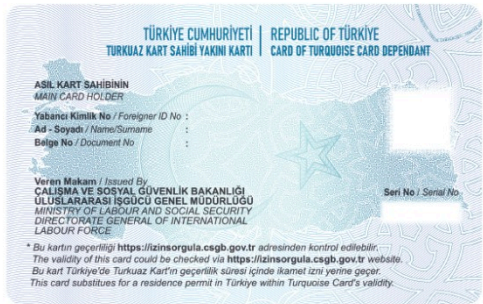 TÜRKİYE CUMHURİYETİ | REPUBLIC OF TÜRKİYE
TURKUAZ KART SAHİBİ YAKINI KARTI | CARD OF TURQUOISE CARD DEPENDANT
ASIL KART SAHİBİNİN
MAIN CARD HOLDER
Yabancı Kimlik No / Foreigner ID No :
Ad - Soyadı / Name/Surname :
Belge No / Document No :
Veren Makam / Issued By
ÇALIŞMA VE SOSYAL GÜVENLİK BAKANLIĞI
ULUSLARARASI İŞGÜCÜ GENEL MÜDÜRLÜĞÜ
MINISTRY OF LABOUR AND SOCIAL SECURITY
DIRECTORATE GENERAL OF INTERNATIONAL
LABOUR FORCE
Seri No / Serial No
* Bu kartın geçerliliği https://izinsorgula.csgb.gov.tr adresinden kontrol edilebilir.
The validity of this card could be checked via https://izinsorgula.csgb.gov.tr website.
Bu kart Türkiye'de Turkuaz Kart'ın geçerlilik süresi içinde ikamet izni yerine geçer.
This card substitues for a residence permit in Türkiye within Turquoise Card's validity.